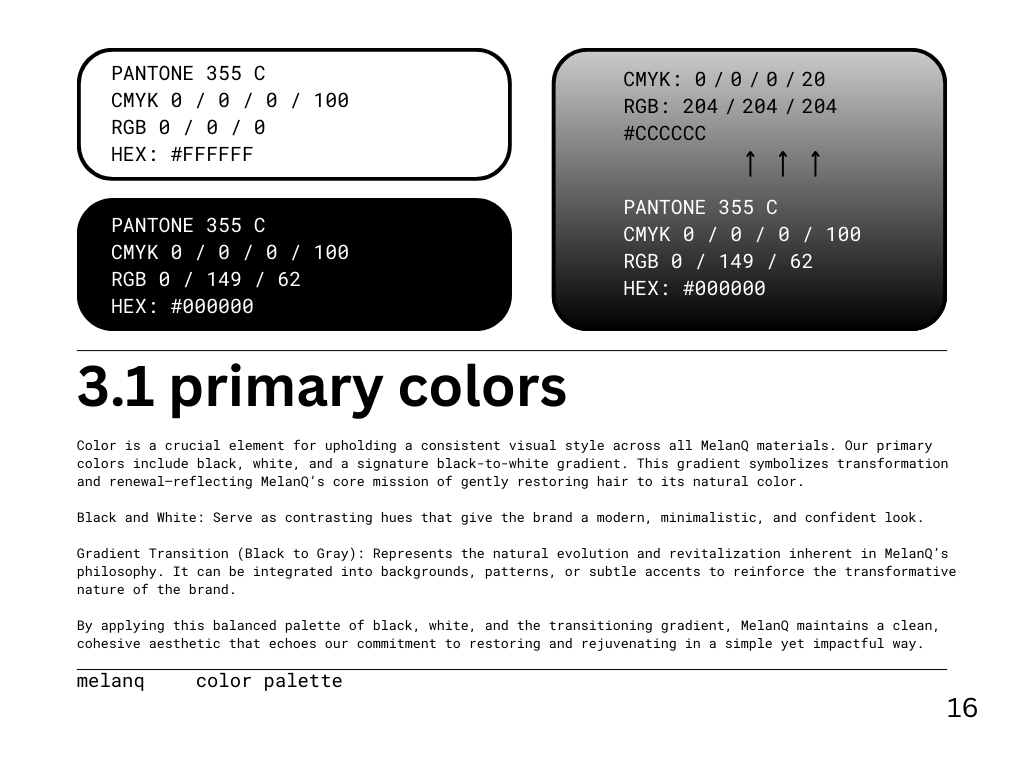 PANTONE 355 C
CMYK 0 / 0 / 0 / 100
RGB 0 / 0 / 0
HEX: #FFFFFF
PANTONE 355 C
CMYK 0 / 0 / 0 / 100
RGB 0 / 149 / 62
HEX: #000000
CMYK: 0 / 0 / 0 / 20
RGB: 204 / 204 / 204
#CCCCCC
↑ ↑ ↑
PANTONE 355 C
CMYK 0 / 0 / 0 / 100
RGB 0 / 149 / 62
HEX: #000000
3.1 primary colors
Color is a crucial element for upholding a consistent visual style across all MelanQ materials. Our primary
colors include black, white, and a signature black-to-white gradient. This gradient symbolizes transformation
and renewal—reflecting MelanQ’s core mission of gently restoring hair to its natural color.
Black and White: Serve as contrasting hues that give the brand a modern, minimalistic, and confident look.
Gradient Transition (Black to Gray): Represents the natural evolution and revitalization inherent in MelanQ’s
philosophy. It can be integrated into backgrounds, patterns, or subtle accents to reinforce the transformative
nature of the brand.
By applying this balanced palette of black, white, and the transitioning gradient, MelanQ maintains a clean,
cohesive aesthetic that echoes our commitment to restoring and rejuvenating in a simple yet impactful way.
melanq color palette
16